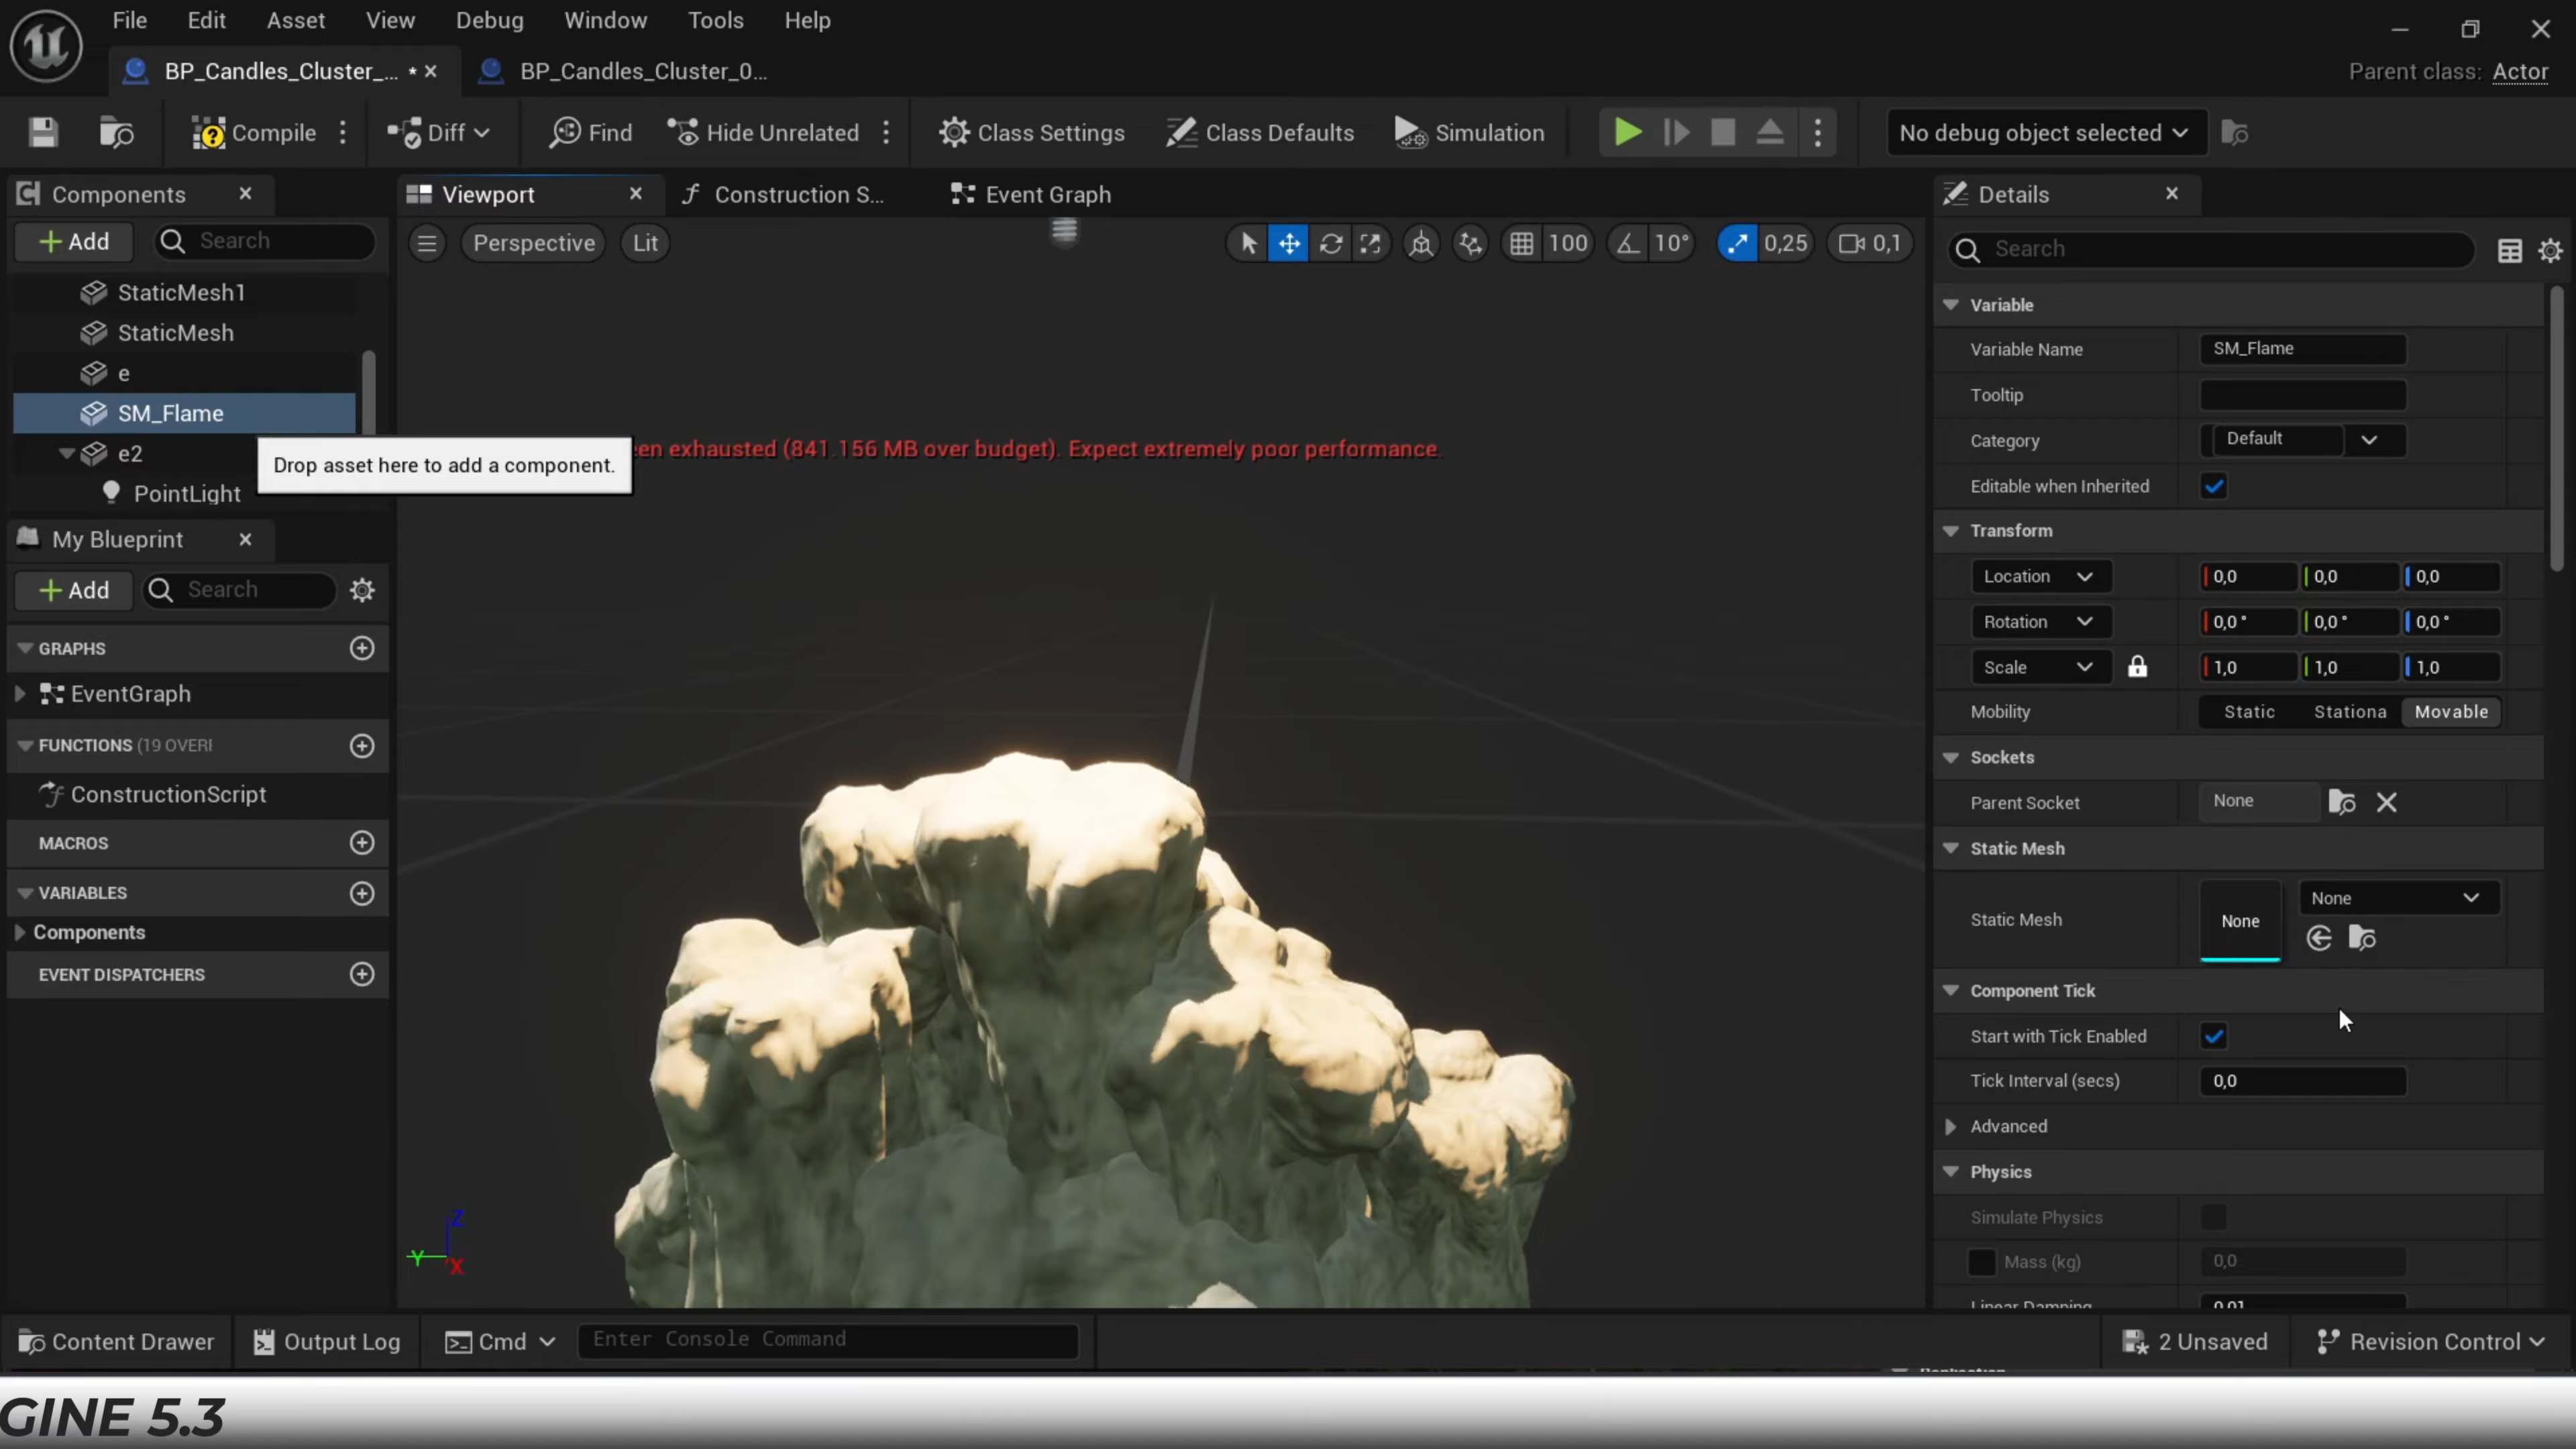 File Edit Asset View Debug Window Tools Help
BP_Candles_Cluster_... * BP_Candles_Cluster_0... Parent class: Actor
Compile Diff Find Hide Unrelated Class Settings Class Defaults Simulation No debug object selected
Components
Add Search
StaticMesh1
StaticMesh
e
SM_Flame
e2
PointLight
Drop asset here to add a component.
My Blueprint
Add Search
GRAPHS
EventGraph
FUNCTIONS (19 OVERI
ConstructionScript
MACROS
VARIABLES
Components
EVENT DISPATCHERS
Viewport Construction S... Event Graph
Perspective Lit 100 10° 0,25 0,1
en exhausted (841.156 MB over budget). Expect extremely poor performance.
Z
Y
X
Details
Search
Variable
Variable Name SM_Flame
Tooltip
Category Default
Editable when Inherited
Transform
Location 0,0 0,0 0,0
Rotation 0,0 ° 0,0 ° 0,0 °
Scale 1,0 1,0 1,0
Mobility Static Stationa Movable
Sockets
Parent Socket None
Static Mesh
Static Mesh None None
Component Tick
Start with Tick Enabled
Tick Interval (secs) 0,0
Advanced
Physics
Simulate Physics
Mass (kg) 0,0
Linear Damping 0,01
Content Drawer Output Log Cmd Enter Console Command 2 Unsaved Revision Control
GINE 5.3